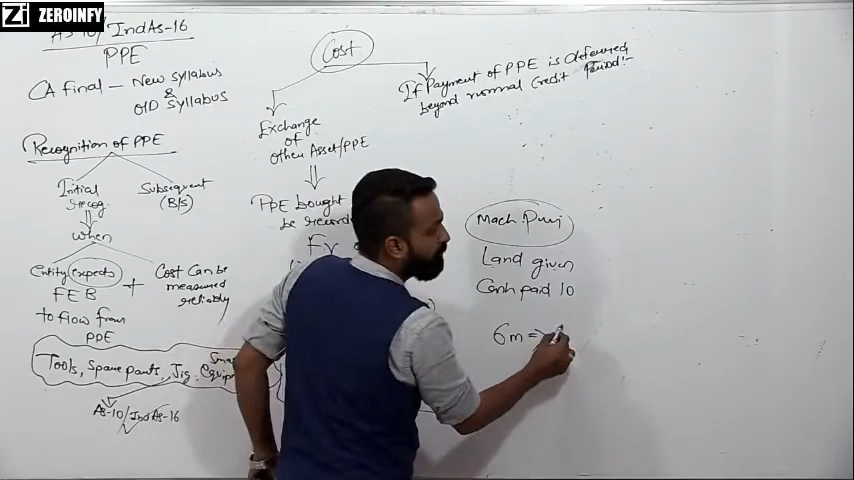 Zi ZEROINFY
AS-10/ IndAs-16
PPE
CA Final - New Syllabus
&
Old Syllabus
Recognition of PPE
Initial
recog
Subsequent
(B/S)
When
Entity expects
FEB
to flow from
PPE
+
Cost Can be
measured
reliably
Tools, Spare parts, Jig,
As-10/IndAs-16
Cost
Exchange
of
Other Asset/PPE
PPE bought
be record
FV
If Payment of PPE is deferred
beyond normal Credit Period:-
Mach Puri
Land given
Cash paid 10
6m =>